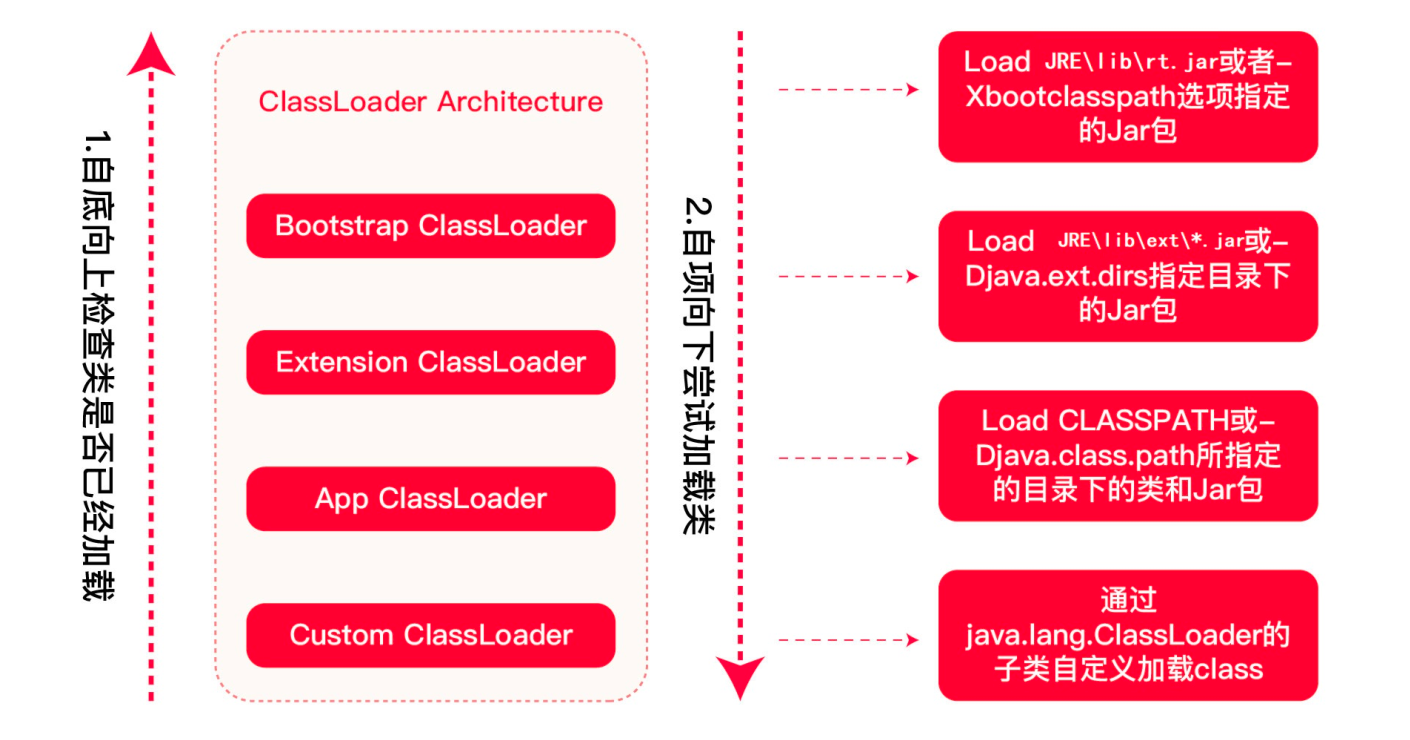 1.自底向上检查类是否已经加载
ClassLoader Architecture
Bootstrap ClassLoader
Extension ClassLoader
App ClassLoader
Custom ClassLoader
2.自项向下尝试加载类
Load JRE\lib\rt.jar或者–
Xbootclasspath选项指定
的Jar包
Load JRE\lib\ext\*.jar或–
Djava.ext.dirs指定目录下
的Jar包
Load CLASSPATH或–
Djava.class.path所指定
的目录下的类和Jar包
通过
java.lang.ClassLoader的
子类自定义加载class